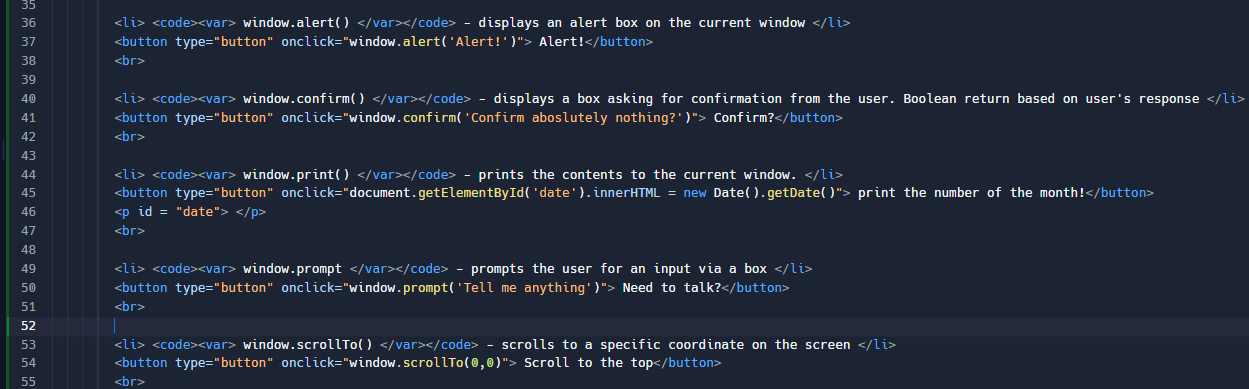 35
36 <li> <code><var> window.alert() </var></code> - displays an alert box on the current window </li>
37 <button type="button" onclick="window.alert('Alert!')"> Alert!</button>
38 <br>
39
40 <li> <code><var> window.confirm() </var></code> - displays a box asking for confirmation from the user. Boolean return based on user's response </li>
41 <button type="button" onclick="window.confirm('Confirm aboslutely nothing?')"> Confirm?</button>
42 <br>
43
44 <li> <code><var> window.print() </var></code> - prints the contents to the current window. </li>
45 <button type="button" onclick="document.getElementById('date').innerHTML = new Date().getDate()"> print the number of the month!</button>
46 <p id = "date"> </p>
47 <br>
48
49 <li> <code><var> window.prompt </var></code> - prompts the user for an input via a box </li>
50 <button type="button" onclick="window.prompt('Tell me anything')"> Need to talk?</button>
51 <br>
52
53 <li> <code><var> window.scrollTo() </var></code> - scrolls to a specific coordinate on the screen </li>
54 <button type="button" onclick="window.scrollTo(0,0)"> Scroll to the top</button>
55 <br>